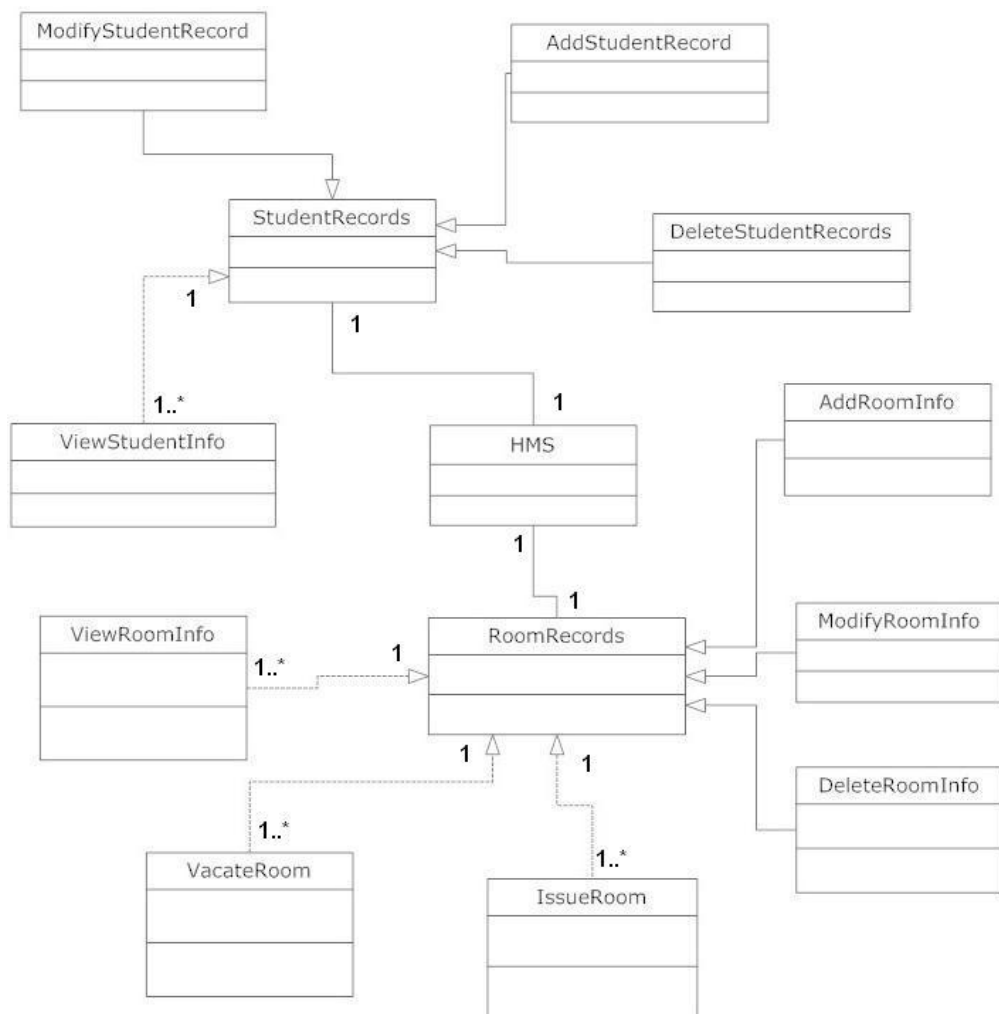 ModifyStudentRecord
AddStudentRecord
StudentRecords
DeleteStudentRecords
1
1
1..*
1
ViewStudentInfo
HMS
AddRoomInfo
1
1
ViewRoomInfo
RoomRecords
ModifyRoomInfo
1..*
1
1
1
DeleteRoomInfo
1..*
1..*
VacateRoom
IssueRoom